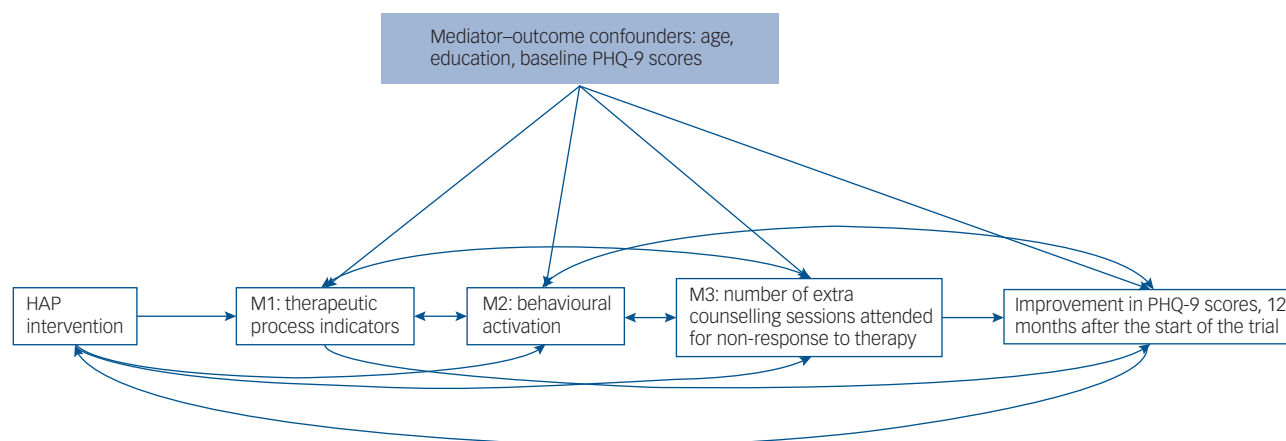 Mediator–outcome confounders: age,
education, baseline PHQ-9 scores
HAP
intervention
M1: therapeutic
process indicators
M2: behavioural
activation
M3: number of extra
counselling sessions attended
for non-response to therapy
Improvement in PHQ-9 scores, 12
months after the start of the trial